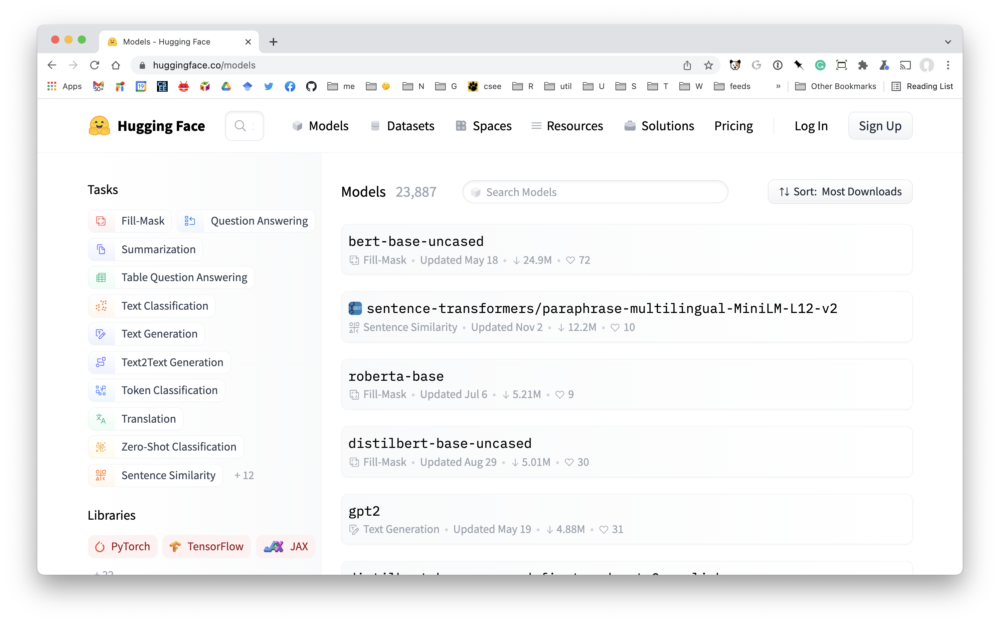 Models - Hugging Face
huggingface.co/models
Apps
50+
19
CS EE
me
N
G
csee
R
util
U
S
T
W
feeds
»
Other Bookmarks
Reading List
Hugging Face
Models
Datasets
Spaces
Resources
Solutions
Pricing
Log In
Sign Up
Tasks
Fill-Mask
Question Answering
Summarization
Table Question Answering
Text Classification
Text Generation
Text2Text Generation
Token Classification
Translation
Zero-Shot Classification
Sentence Similarity + 12
Libraries
PyTorch
TensorFlow
JAX
Models 23,887
Search Models
Sort: Most Downloads
bert-base-uncased
Fill-Mask • Updated May 18 • ↓ 24.9M • ♡ 72
SBERT
sentence-transformers/paraphrase-multilingual-MiniLM-L12-v2
Sentence Similarity • Updated Nov 2 • ↓ 12.2M • ♡ 10
roberta-base
Fill-Mask • Updated Jul 6 • ↓ 5.21M • ♡ 9
distilbert-base-uncased
Fill-Mask • Updated Aug 29 • ↓ 5.01M • ♡ 30
gpt2
Text Generation • Updated May 19 • ↓ 4.88M • ♡ 31